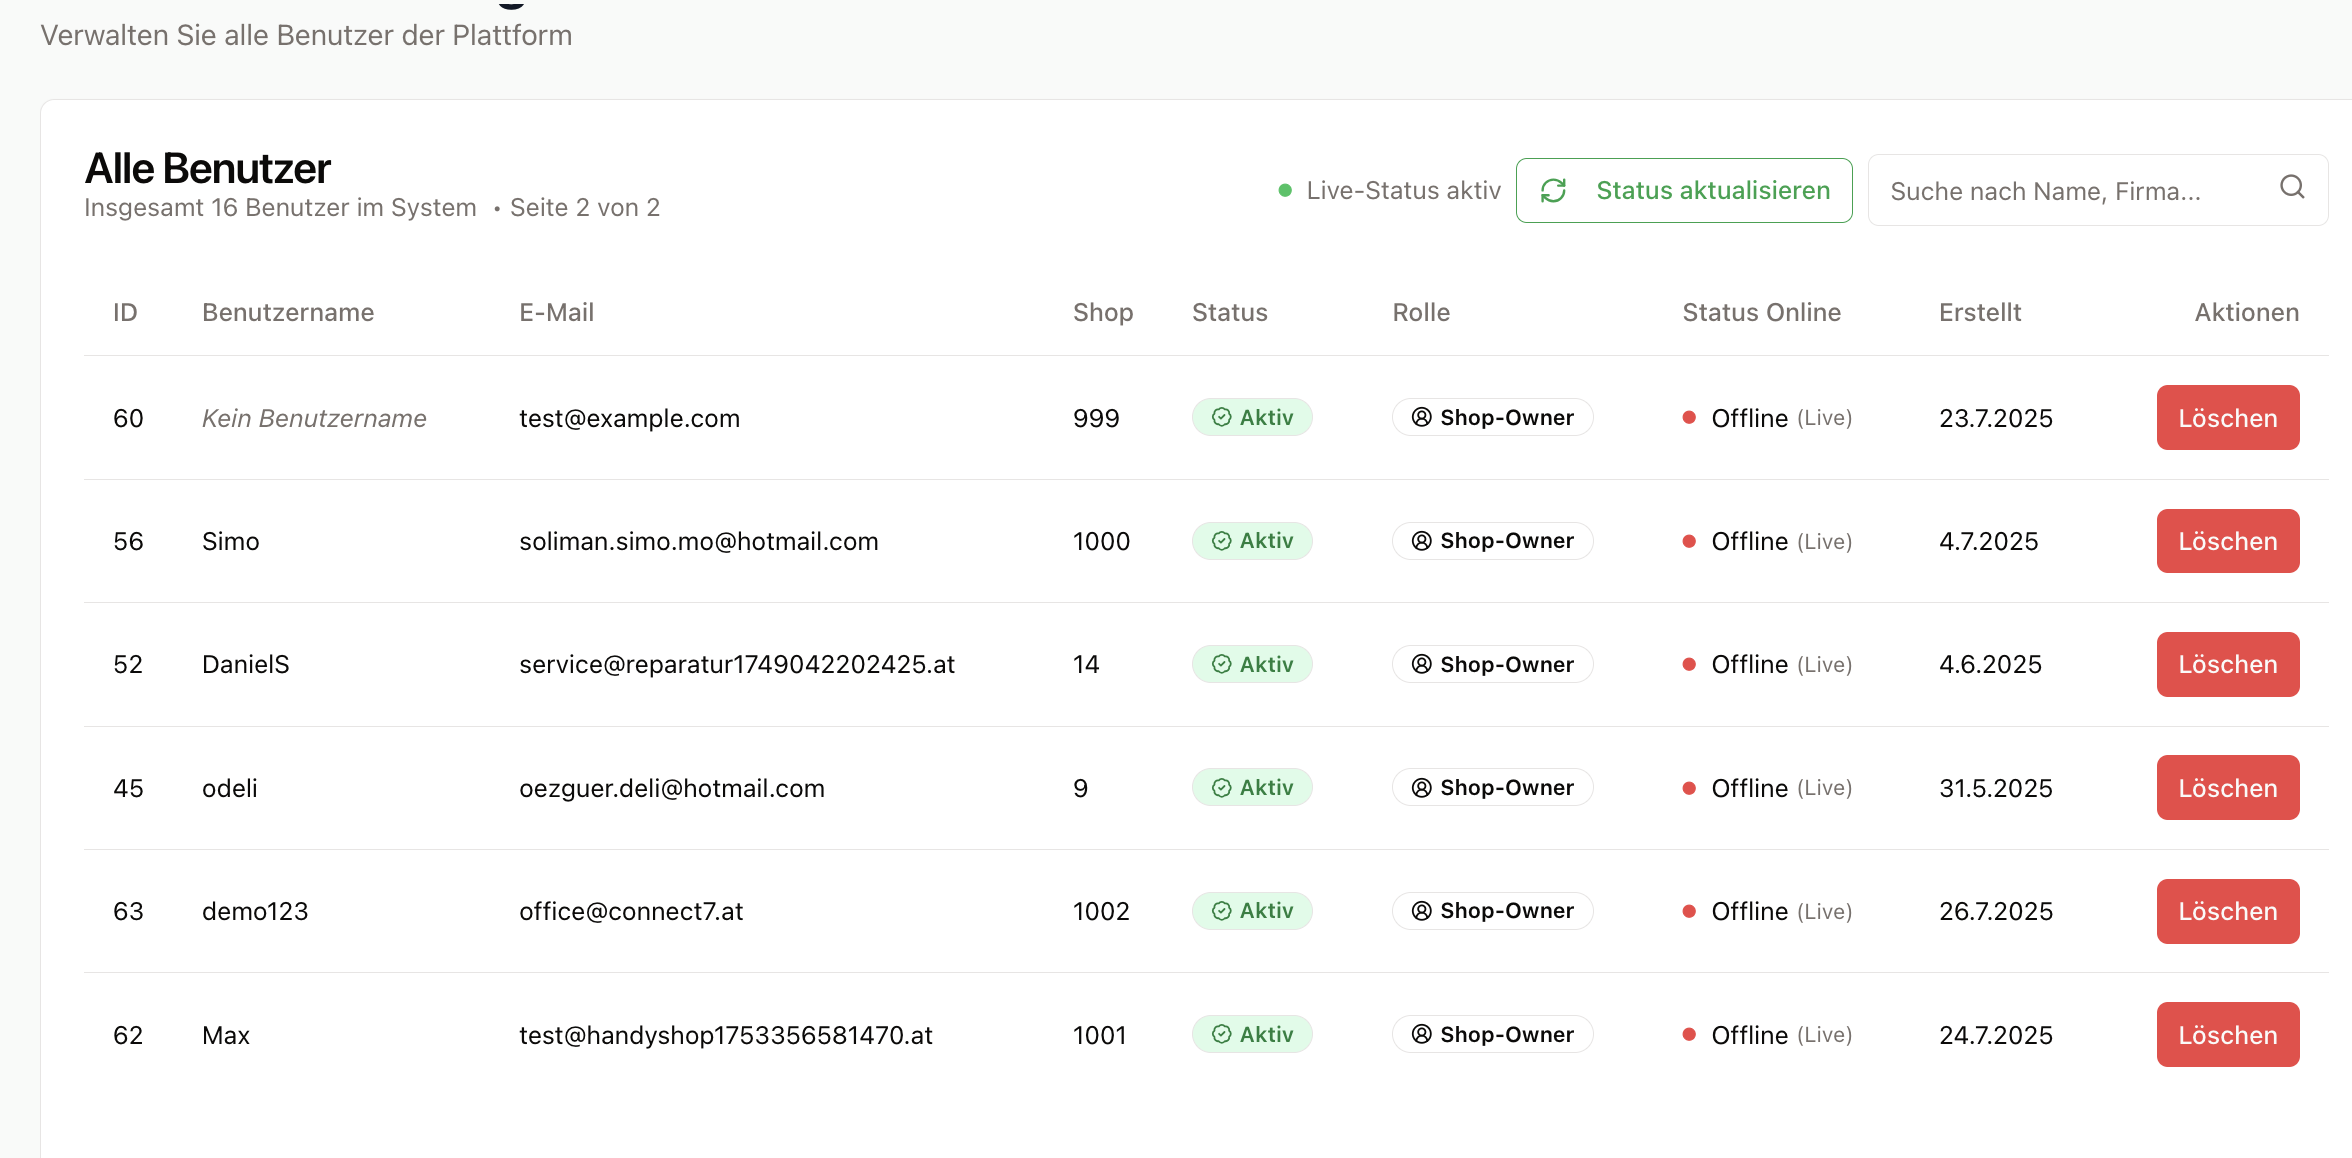 Verwalten Sie alle Benutzer der Plattform
Alle Benutzer
Insgesamt 16 Benutzer im System • Seite 2 von 2
Live-Status aktiv
Status aktualisieren
Suche nach Name, Firma...
ID Benutzername E-Mail Shop Status Rolle Status Online Erstellt Aktionen
60 Kein Benutzername test@example.com 999 Aktiv Shop-Owner Offline (Live) 23.7.2025 Löschen
56 Simo soliman.simo.mo@hotmail.com 1000 Aktiv Shop-Owner Offline (Live) 4.7.2025 Löschen
52 DanielS service@reparatur1749042202425.at 14 Aktiv Shop-Owner Offline (Live) 4.6.2025 Löschen
45 odeli oezguer.deli@hotmail.com 9 Aktiv Shop-Owner Offline (Live) 31.5.2025 Löschen
63 demo123 office@connect7.at 1002 Aktiv Shop-Owner Offline (Live) 26.7.2025 Löschen
62 Max test@handyshop1753356581470.at 1001 Aktiv Shop-Owner Offline (Live) 24.7.2025 Löschen